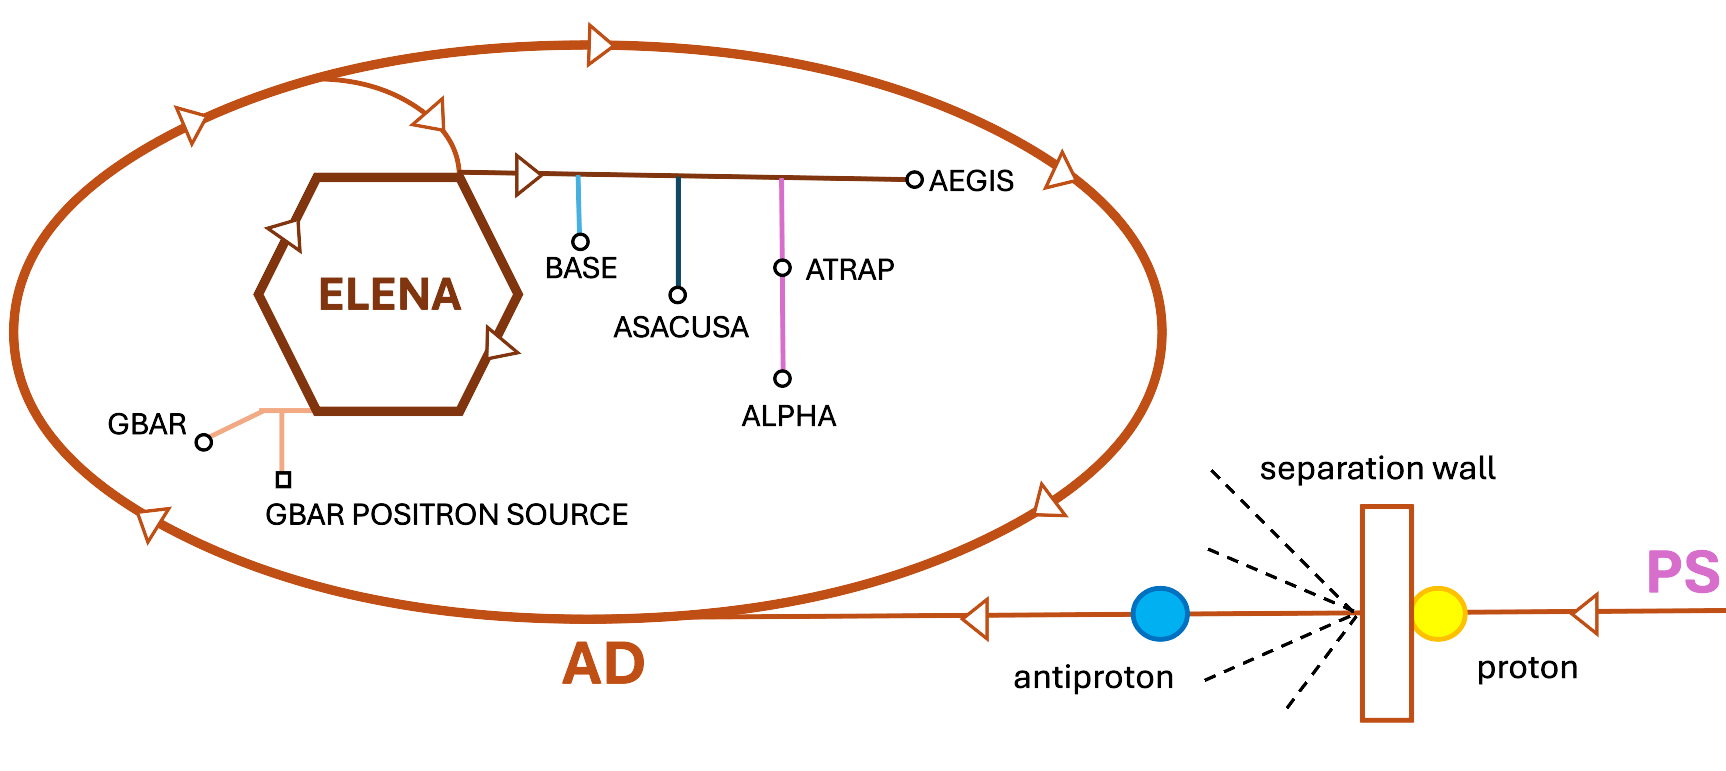 AEGIS
BASE
ATRAP
ELENA
ASACUSA
ALPHA
GBAR
GBAR POSITRON SOURCE
separation wall
PS
AD
antiproton
proton